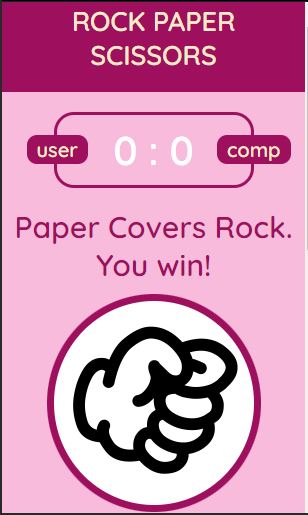 ROCK PAPER
SCISSORS
user 0 : 0 comp
Paper Covers Rock.
You win!